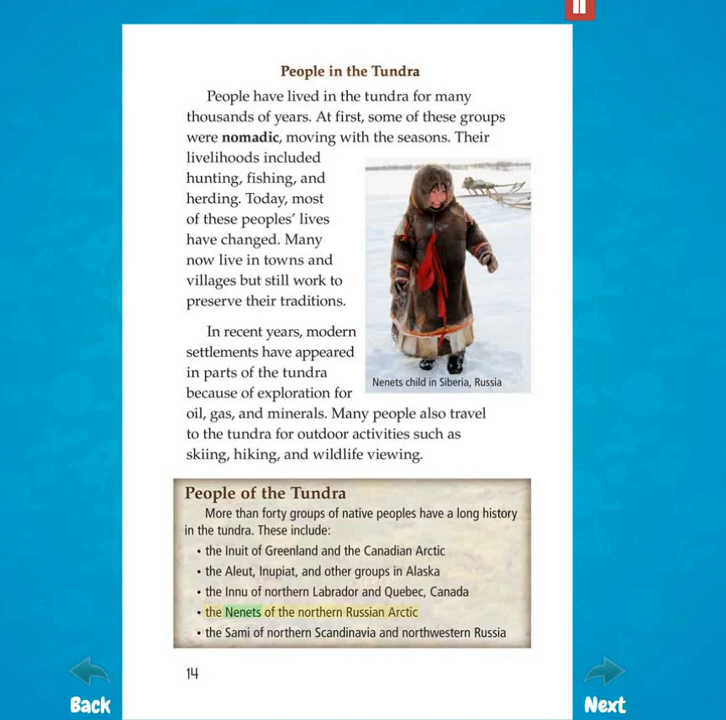 People in the Tundra
People have lived in the tundra for many
thousands of years. At first, some of these groups
were nomadic, moving with the seasons. Their
livelihoods included
hunting, fishing, and
herding. Today, most
of these peoples' lives
have changed. Many
now live in towns and
villages but still work to
preserve their traditions.
In recent years, modern
settlements have appeared
in parts of the tundra
because of exploration for
oil, gas, and minerals. Many people also travel
to the tundra for outdoor activities such as
skiing, hiking, and wildlife viewing.
Nenets child in Siberia, Russia
People of the Tundra
More than forty groups of native peoples have a long history
in the tundra. These include:
• the Inuit of Greenland and the Canadian Arctic
• the Aleut, Inupiat, and other groups in Alaska
• the Innu of northern Labrador and Quebec, Canada
• the Nenets of the northern Russian Arctic
• the Sami of northern Scandinavia and northwestern Russia
14
Back
Next